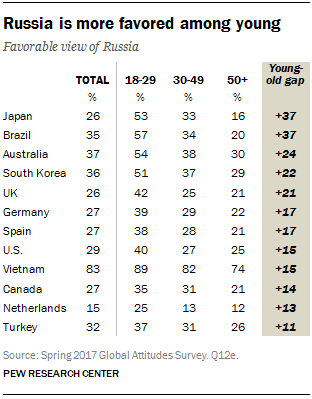 Russia is more favored among young
Favorable view of Russia
TOTAL 18-29 30-49 50+ Young-old gap
% % % %
Japan 26 53 33 16 +37
Brazil 35 57 34 20 +37
Australia 37 54 38 30 +24
South Korea 36 51 37 29 +22
UK 26 42 25 21 +21
Germany 27 39 29 22 +17
Spain 27 38 28 21 +17
U.S. 29 40 27 25 +15
Vietnam 83 89 82 74 +15
Canada 27 35 31 21 +14
Netherlands 15 25 13 12 +13
Turkey 32 37 31 26 +11
Source: Spring 2017 Global Attitudes Survey. Q12e.
PEW RESEARCH CENTER